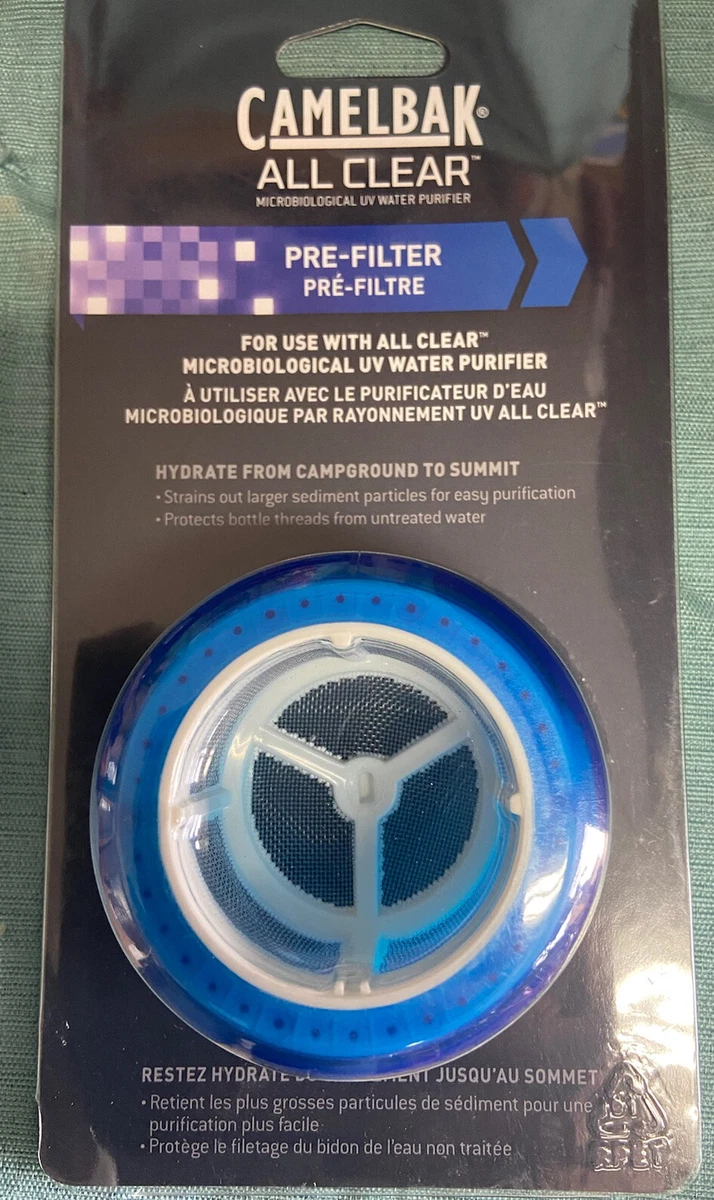 CAMELBAK®
ALL CLEAR™
MICROBIOLOGICAL UV WATER PURIFIER
PRE-FILTER
PRÉ-FILTRE
FOR USE WITH ALL CLEAR™
MICROBIOLOGICAL UV WATER PURIFIER
À UTILISER AVEC LE PURIFICATEUR D'EAU
MICROBIOLOGIQUE PAR RAYONNEMENT UV ALL CLEAR™
HYDRATE FROM CAMPGROUND TO SUMMIT
• Strains out larger sediment particles for easy purification
• Protects bottle threads from untreated water
RESTEZ JUSQU'AU SOMMET
• Retient les plus grosses particules de sédiment pour une
purification plus facile
• Protège le filetage du bidon de l'eau non traitée